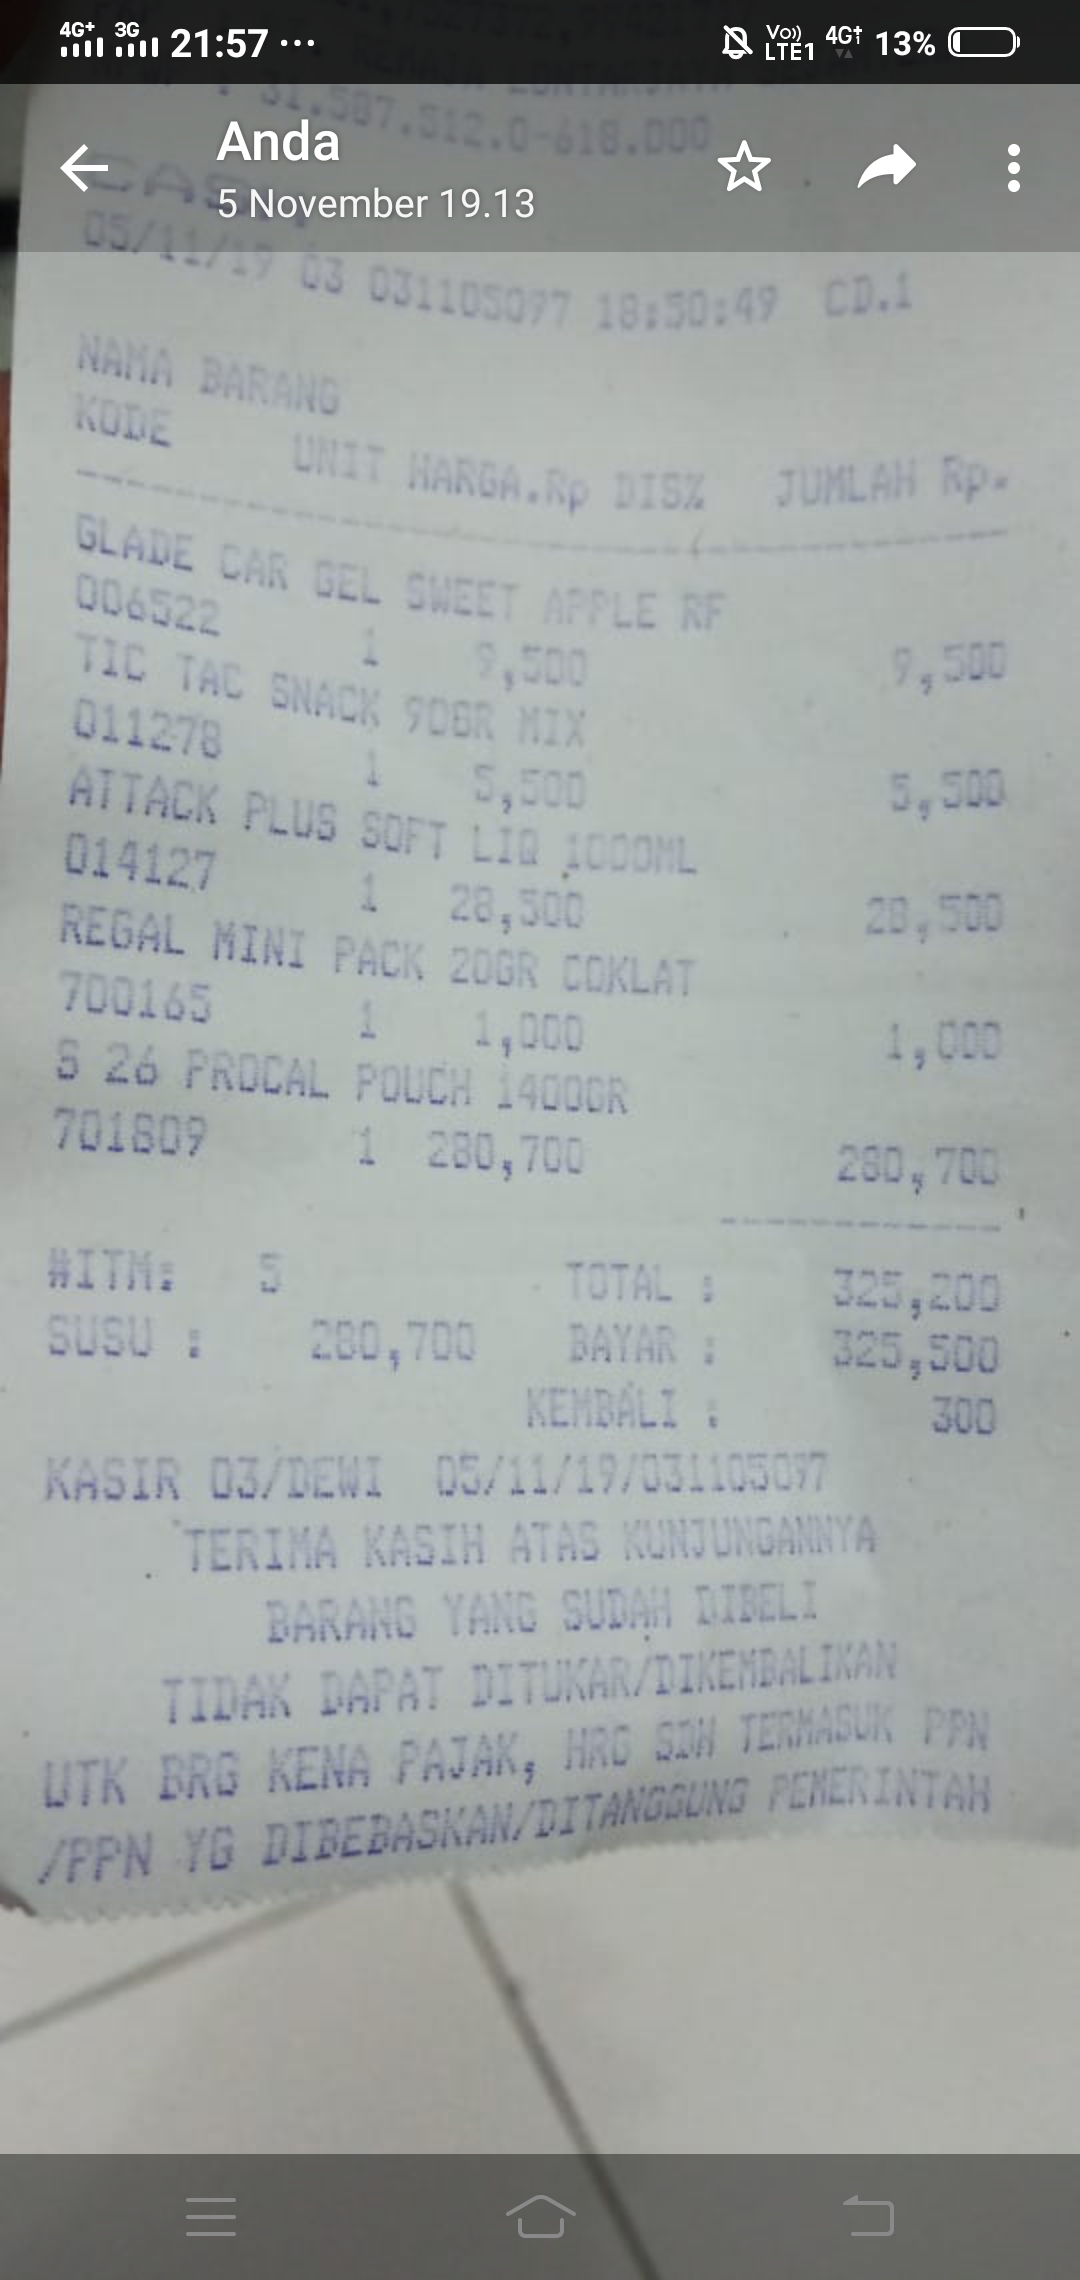 4G+ 3G 21:57 ... Vo)) LTE1 4G+ 13%
31.587.512.0-618.000
Anda
5 November 19.13
05/11/19 03 031105097 18:50:49 CD.1
NAMA BARANG
KODE UNIT HARGA.Rp DIS% JUMLAH Rp.
GLADE CAR GEL SWEET APPLE RF
006522 1 9,500 9,500
TIC TAC SNACK 90GR MIX
011278 1 5,500 5,500
ATTACK PLUS SOFT LIQ 1000ML
014127 1 28,500 28,500
REGAL MINI PACK 20GR COKLAT
700165 1 1,000 1,000
S 26 PROCAL POUCH 1400GR
701809 1 280,700 280,700
#ITM: 5 TOTAL : 325,200
SUSU : 280,700 BAYAR : 325,500
KEMBALI : 300
KASIR 03/DEWI 05/11/19/031105097
TERIMA KASIH ATAS KUNJUNGANNYA
BARANG YANG SUDAH DIBELI
TIDAK DAPAT DITUKAR/DIKEMBALIKAN
UTK BRG KENA PAJAK, HRG SDH TERMASUK PPN
/PPN YG DIBEBASKAN/DITANGGUNG PEMERINTAH